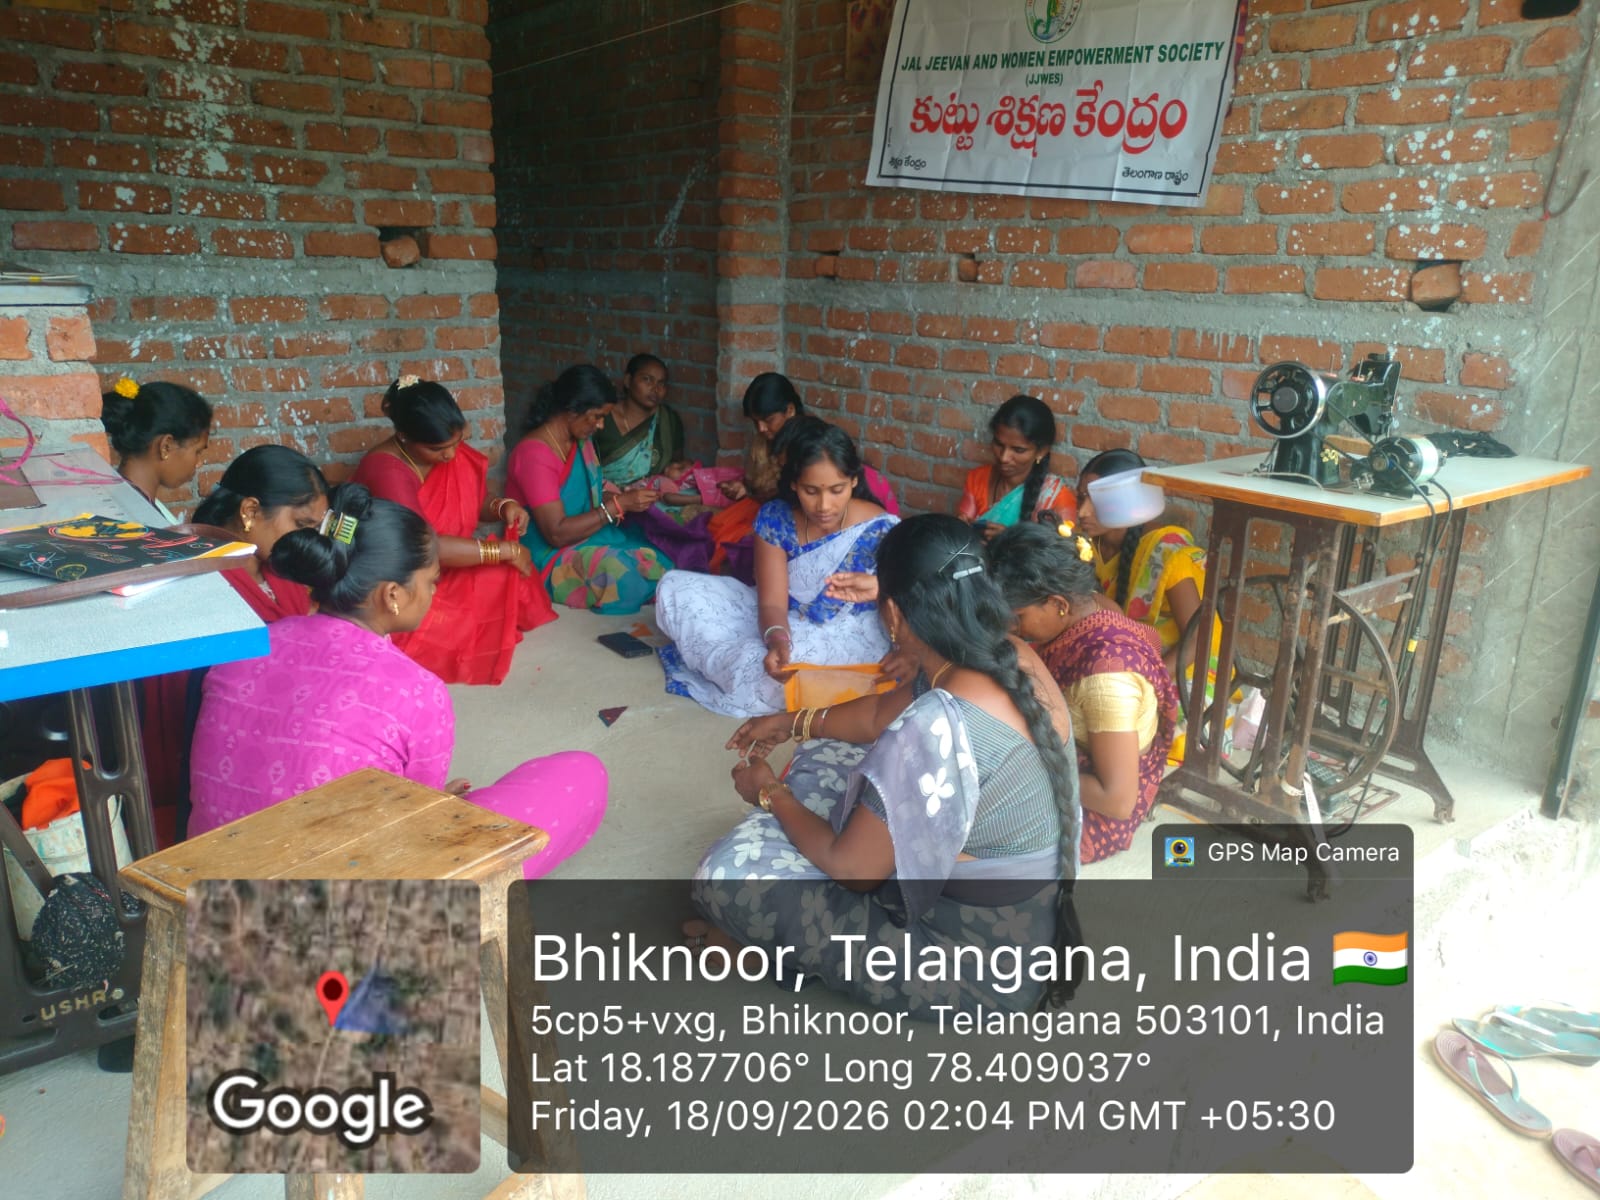 JAL JEEVAN AND WOMEN EMPOWERMENT SOCIETY
(JJWES)
కుట్టు శిక్షణ కేంద్రం
శిక్షణ కేంద్రం
తెలంగాణ రాష్ట్రం
USHA
GPS Map Camera
Bhiknoor, Telangana, India
5cp5+vxg, Bhiknoor, Telangana 503101, India
Lat 18.187706° Long 78.409037°
Friday, 18/09/2026 02:04 PM GMT +05:30
Google